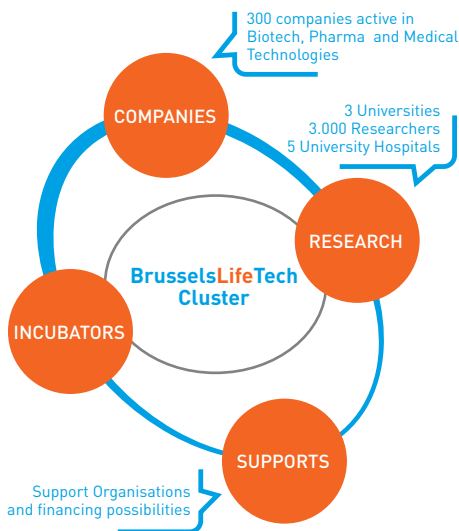 300 companies active in
Biotech, Pharma and Medical
Technologies
COMPANIES
3 Universities
3.000 Researchers
5 University Hospitals
RESEARCH
BrusselsLifeTech
Cluster
INCUBATORS
SUPPORTS
Support Organisations
and financing possibilities